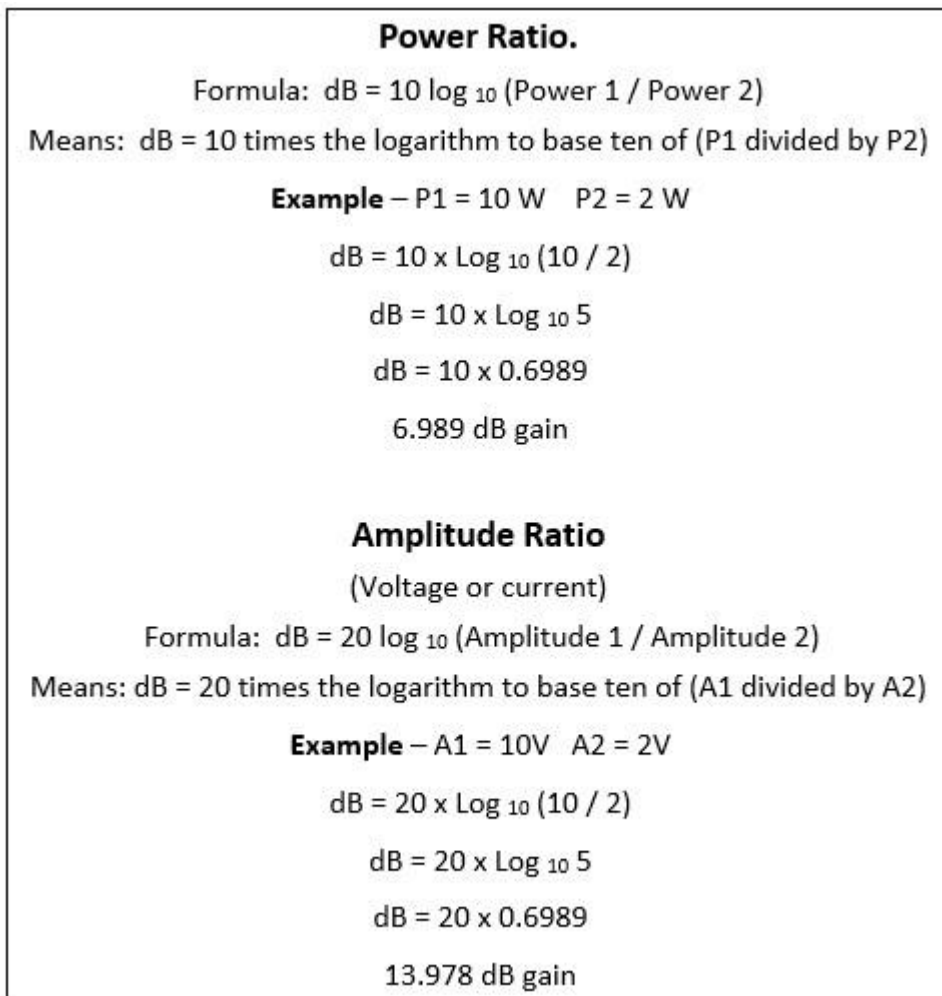 Power Ratio.
Formula: dB = 10 log 10 (Power 1 / Power 2)
Means: dB = 10 times the logarithm to base ten of (P1 divided by P2)
Example – P1 = 10 W P2 = 2 W
dB = 10 x Log 10 (10 / 2)
dB = 10 x Log 10 5
dB = 10 x 0.6989
6.989 dB gain
Amplitude Ratio
(Voltage or current)
Formula: dB = 20 log 10 (Amplitude 1 / Amplitude 2)
Means: dB = 20 times the logarithm to base ten of (A1 divided by A2)
Example – A1 = 10V A2 = 2V
dB = 20 x Log 10 (10 / 2)
dB = 20 x Log 10 5
dB = 20 x 0.6989
13.978 dB gain